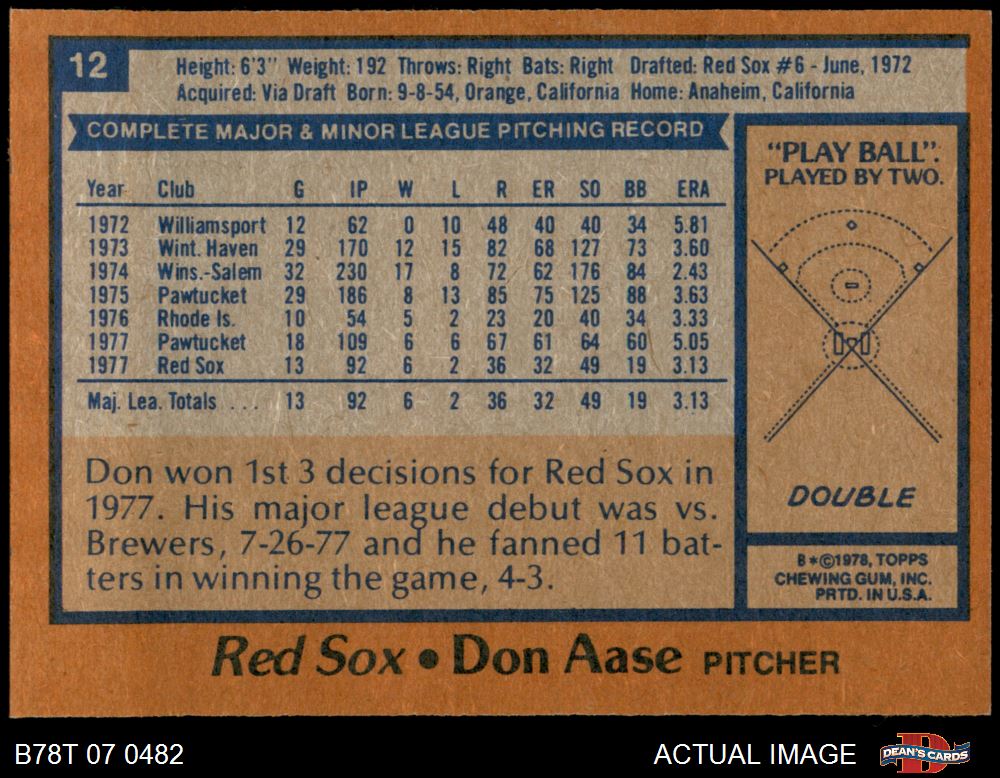 12
Height: 6'3" Weight: 192 Throws: Right Bats: Right Drafted: Red Sox #6 - June, 1972
Acquired: Via Draft Born: 9-8-54, Orange, California Home: Anaheim, California
COMPLETE MAJOR & MINOR LEAGUE PITCHING RECORD
Year Club G IP W L R ER SO BB ERA
1972 Williamsport 12 62 0 10 48 40 40 34 5.81
1973 Wint. Haven 29 170 12 15 82 68 127 73 3.60
1974 Wins.-Salem 32 230 17 8 72 62 176 84 2.43
1975 Pawtucket 29 186 8 13 85 75 125 88 3.63
1976 Rhode Is. 10 54 5 2 23 20 40 34 3.33
1977 Pawtucket 18 109 6 6 67 61 64 60 5.05
1977 Red Sox 13 92 6 2 36 32 49 19 3.13
Maj. Lea. Totals . . . 13 92 6 2 36 32 49 19 3.13
Don won 1st 3 decisions for Red Sox in
1977. His major league debut was vs.
Brewers, 7-26-77 and he fanned 11 bat-
ters in winning the game, 4-3.
"PLAY BALL".
PLAYED BY TWO.
DOUBLE
B*©1978, TOPPS
CHEWING GUM, INC.
PRTD. IN U.S.A.
Red Sox • Don Aase PITCHER
B78T 07 0482
ACTUAL IMAGE
DEAN'S CARDS